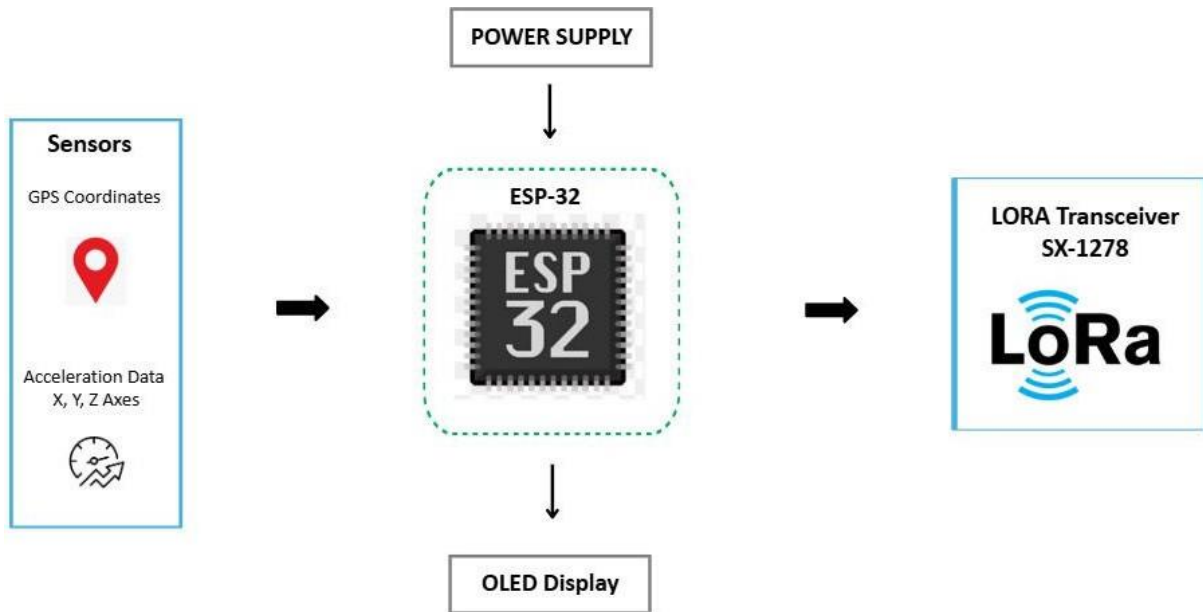 POWER SUPPLY
Sensors
GPS Coordinates
Acceleration Data
X, Y, Z Axes
ESP-32
ESP
32
LORA Transceiver
SX-1278
LoRa
OLED Display